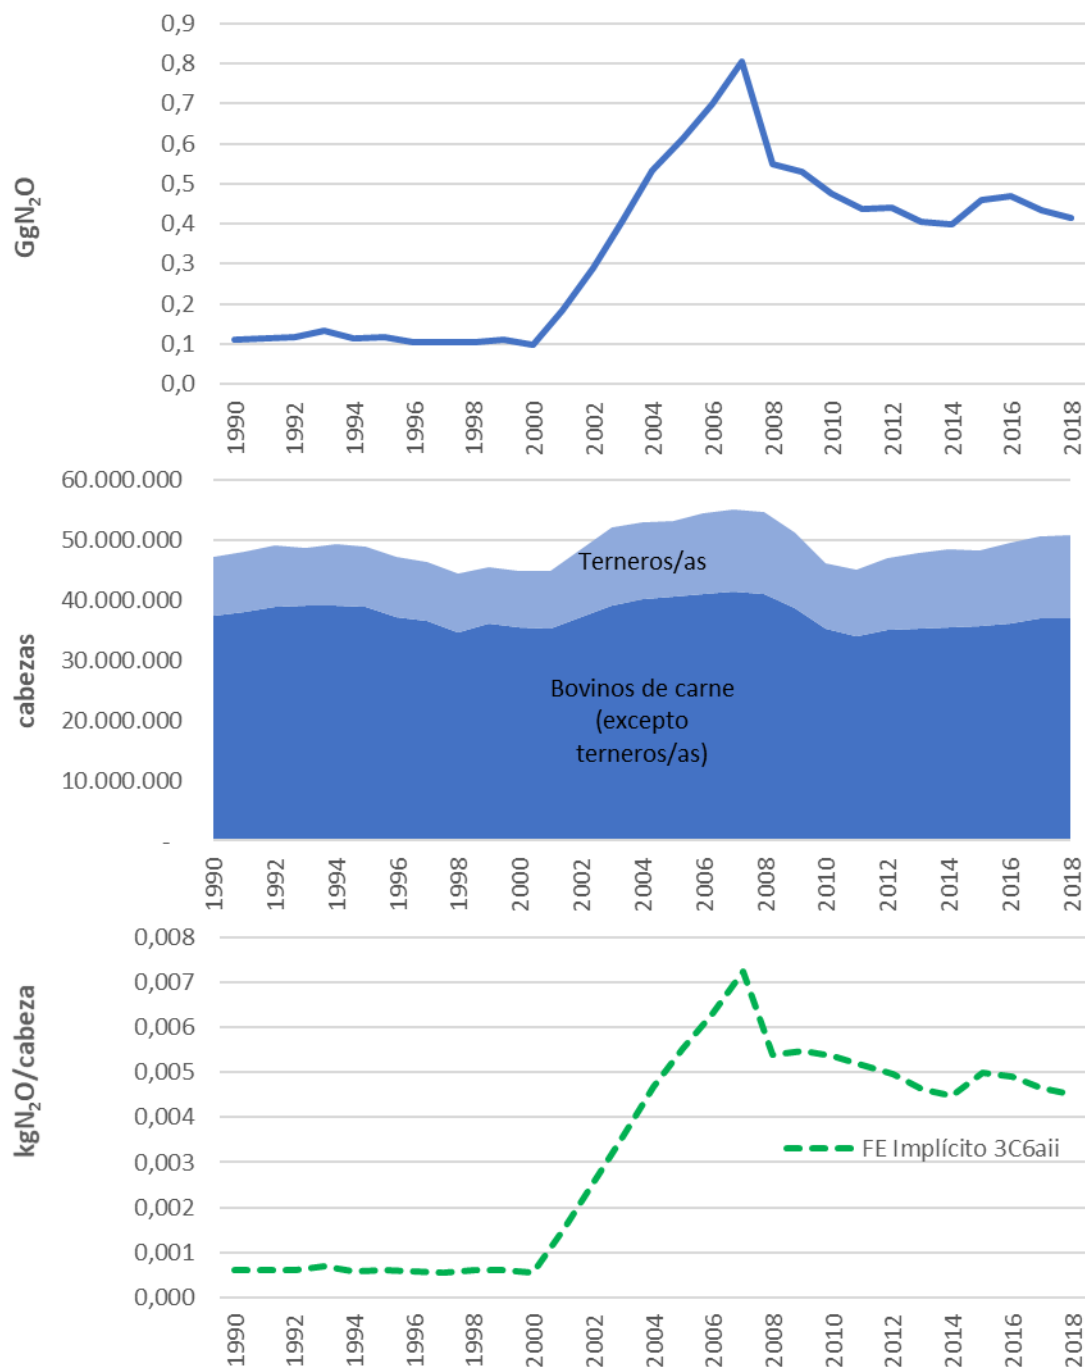 GgN₂O
0,9
0,8
0,7
0,6
0,5
0,4
0,3
0,2
0,1
0,0
1990 1992 1994 1996 1998 2000 2002 2004 2006 2008 2010 2012 2014 2016 2018
cabezas
60.000.000
50.000.000
40.000.000
30.000.000
20.000.000
10.000.000
-
Terneros/as
Bovinos de carne
(excepto
terneros/as)
1990 1992 1994 1996 1998 2000 2002 2004 2006 2008 2010 2012 2014 2016 2018
kgN₂O/cabeza
0,008
0,007
0,006
0,005
0,004
0,003
0,002
0,001
0,000
FE Implícito 3C6aii
1990 1992 1994 1996 1998 2000 2002 2004 2006 2008 2010 2012 2014 2016 2018